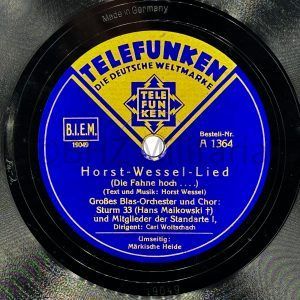 Made in Germany
TELEFUNKEN
DIE DEUTSCHE WELTMARKE
TELE
FUN
KEN
B.I.E.M.
19049
Bestell-Nr.
A 1364
Horst-Wessel-Lied
(Die Fahne hoch ....)
(Text und Musik: Horst Wessel)
Großes Blas-Orchester und Chor:
Sturm 33 (Hans Maikowski †)
und Mitglieder der Standarte I,
Dirigent: Carl Woitschach
Umseitig:
Märkische Heide
19049